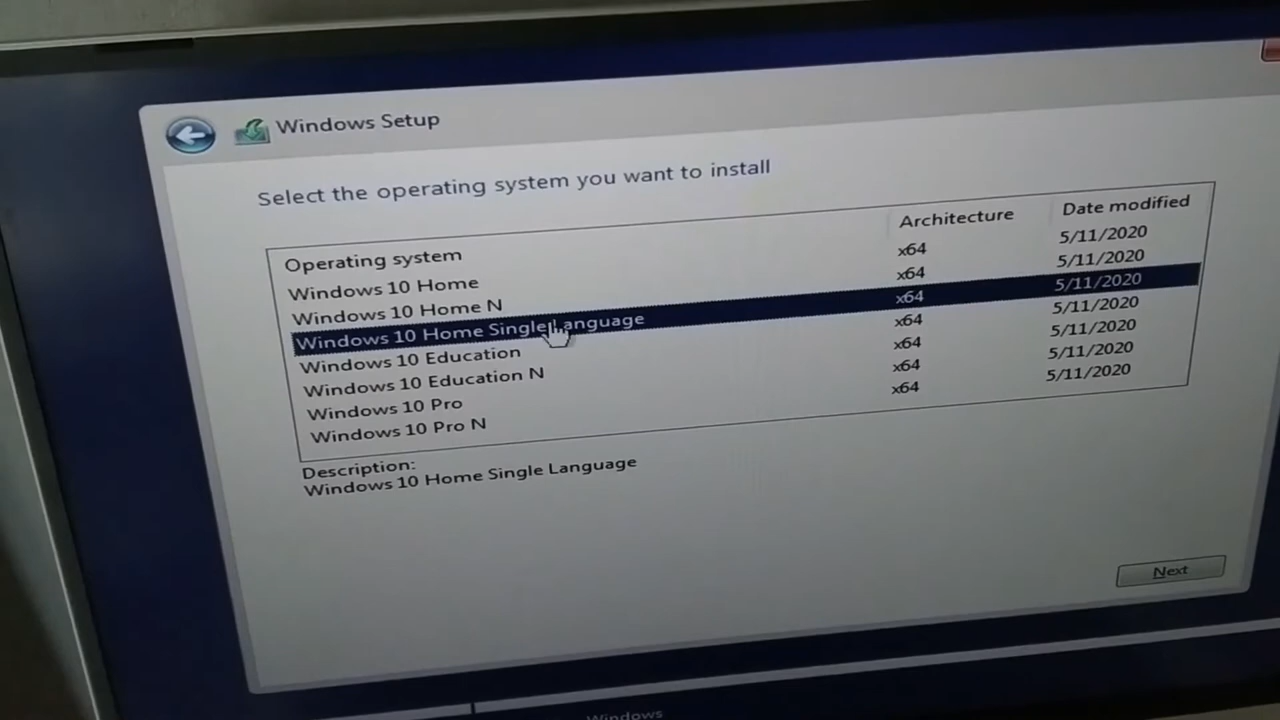 Windows Setup
Select the operating system you want to install
Operating system Architecture Date modified
Windows 10 Home x64 5/11/2020
Windows 10 Home N x64 5/11/2020
Windows 10 Home Single Language x64 5/11/2020
Windows 10 Education x64 5/11/2020
Windows 10 Education N x64 5/11/2020
Windows 10 Pro x64 5/11/2020
Windows 10 Pro N x64 5/11/2020
Description:
Windows 10 Home Single Language
Next
Windows